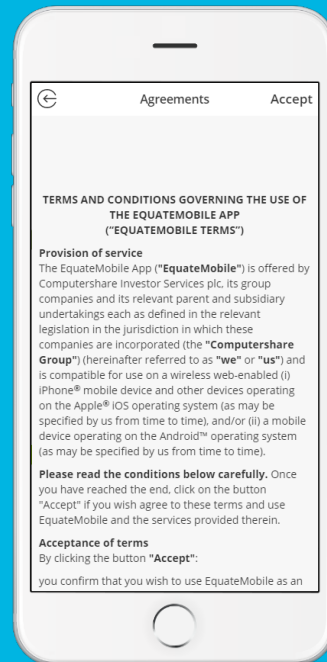 Agreements Accept
TERMS AND CONDITIONS GOVERNING THE USE OF
THE EQUATEMOBILE APP
("EQUATEMOBILE TERMS”)
Provision of service
The EquateMobile App ("EquateMobile") is offered by
Computershare Investor Services plc, its group
companies and its relevant parent and subsidiary
undertakings each as defined in the relevant
legislation in the jurisdiction in which these
companies are incorporated (the "Computershare
Group") (hereinafter referred to as "we" or "us") and
is compatible for use on a wireless web-enabled (i)
iPhone® mobile device and other devices operating
on the Apple® iOS operating system (as may be
specified by us from time to time), and/or (ii) a mobile
device operating on the Android™ operating system
(as may be specified by us from time to time).
Please read the conditions below carefully. Once
you have reached the end, click on the button
"Accept" if you wish agree to these terms and use
EquateMobile and the services provided therein.
Acceptance of terms
By clicking the button "Accept":
you confirm that you wish to use EquateMobile as an